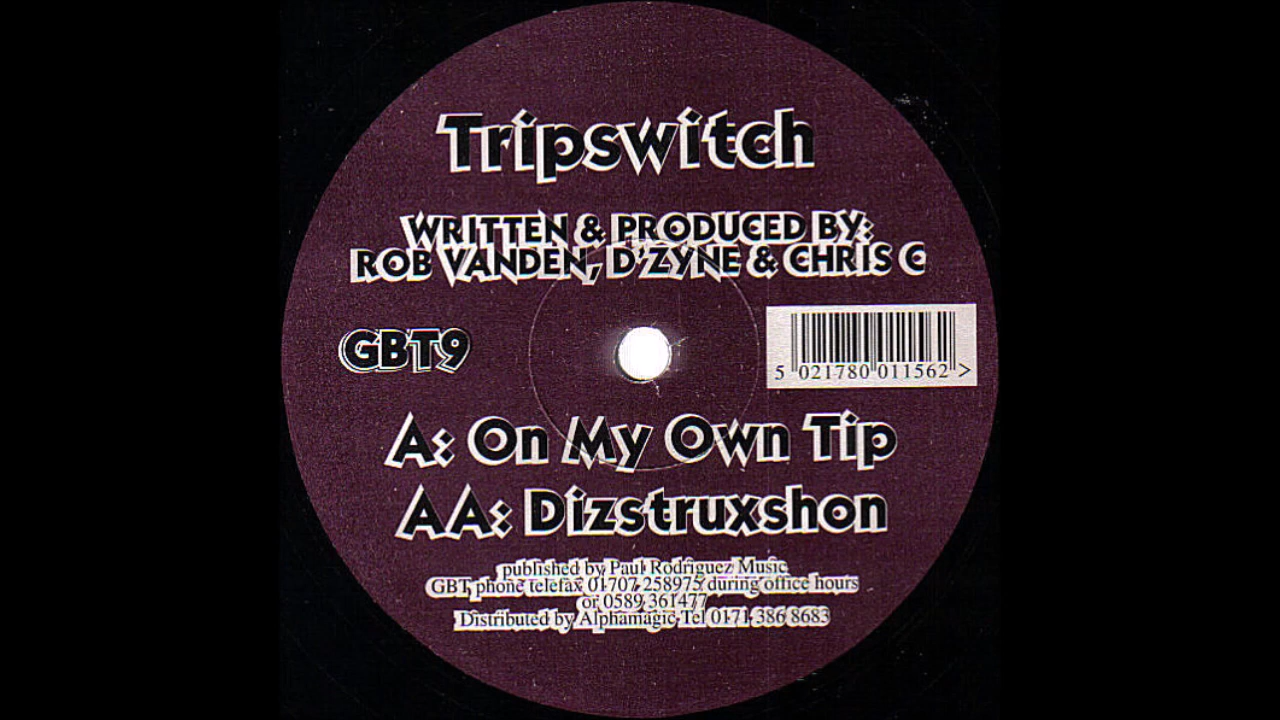 Tripswitch
WRITTEN & PRODUCED BY:
ROB VANDEN, D'ZYNE & CHRIS C
GBT9
5 021780 011562 >
A: On My Own Tip
AA: Dizstruxshon
published by Paul Rodriguez Music
GBT phone telefax 01707 258975 during office hours
or 0589 361477
Distributed by Alphamagic Tel 0171 386 8683